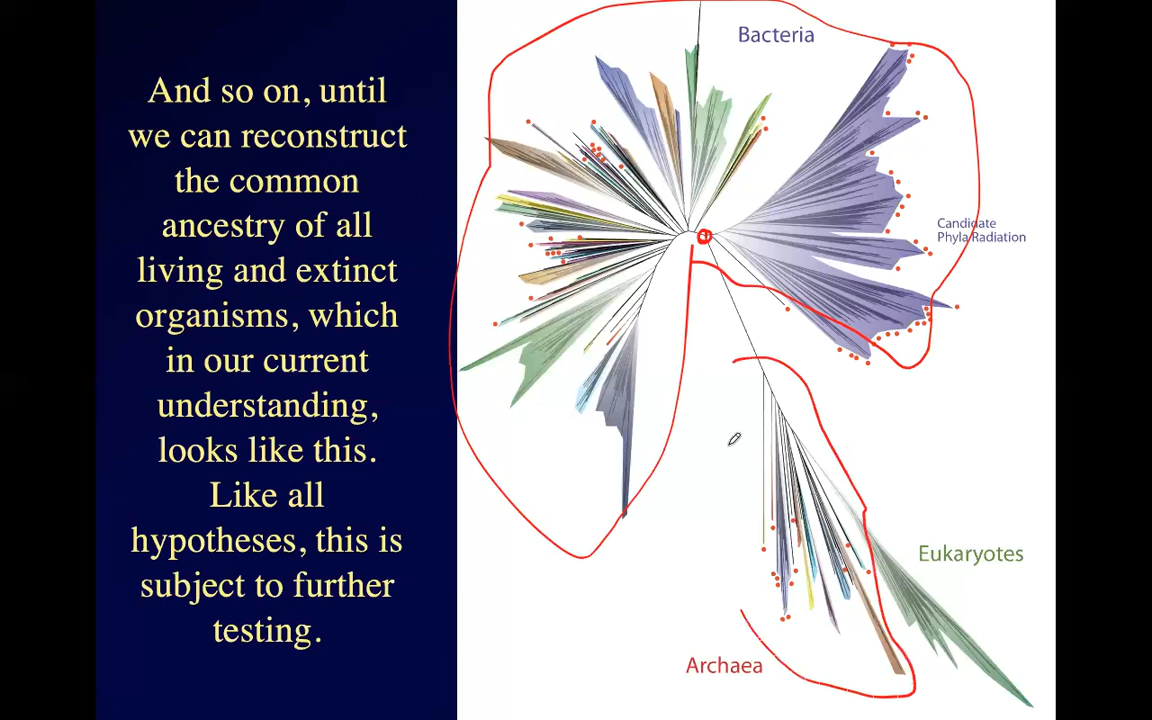 And so on, until
we can reconstruct
the common
ancestry of all
living and extinct
organisms, which
in our current
understanding,
looks like this.
Like all
hypotheses, this is
subject to further
testing.
Bacteria
Candidate
Phyla Radiation
Eukaryotes
Archaea